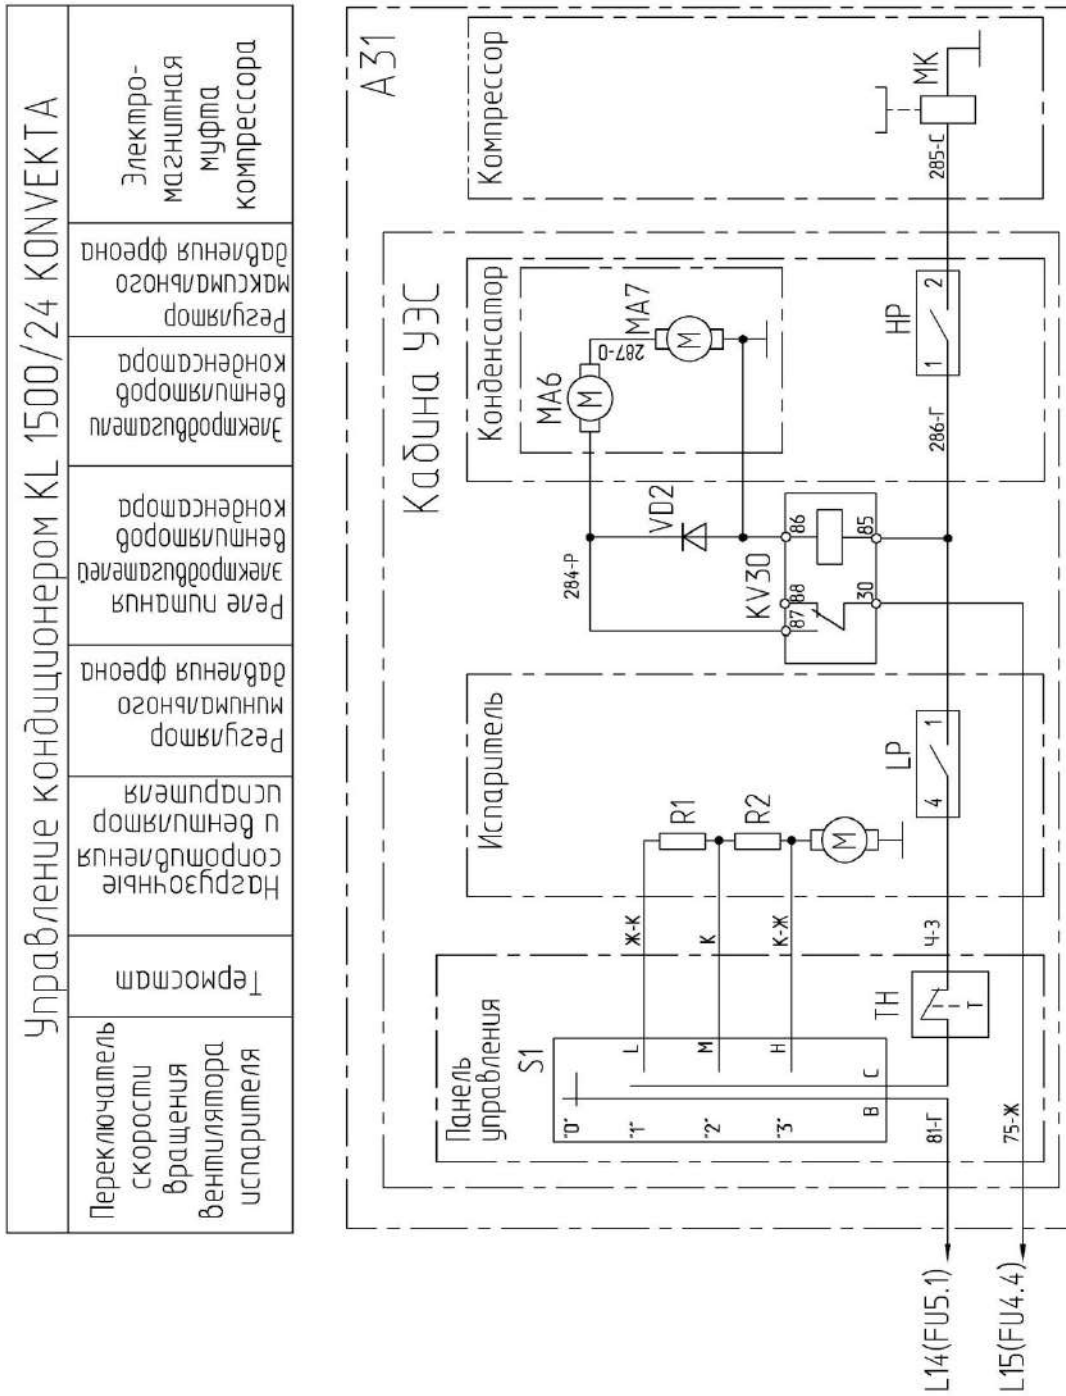 Управление кондиционером KL 1500/24 KONVEKTA
Переключатель
скорости
вращения
вентилятора
испарителя
Термостат
Нагрузочные
сопротивления
и вентилятор
испарителя
Регулятор
минимального
давления фреона
Реле питания
электродвигателей
вентиляторов
конденсатора
Электродвигатели
вентиляторов
конденсатора
Регулятор
максимального
давления фреона
Электро-
магнитная
муфта
компрессора
А31
Кабина УЭС
Панель
управления
S1
"0"
"1"
"2"
"3"
L
M
H
B
C
TH
T
81-Г
75-Ж
L14(FU5.1)
L15(FU4.4)
Ж-К
К
К-Ж
Ч-З
Испаритель
R1
R2
M
LP
4
1
KV30
87
88
86
30
85
284-Р
VD2
Конденсатор
МА6
M
287-О
МА7
M
286-Г
HP
1
2
Компрессор
285-С
МК